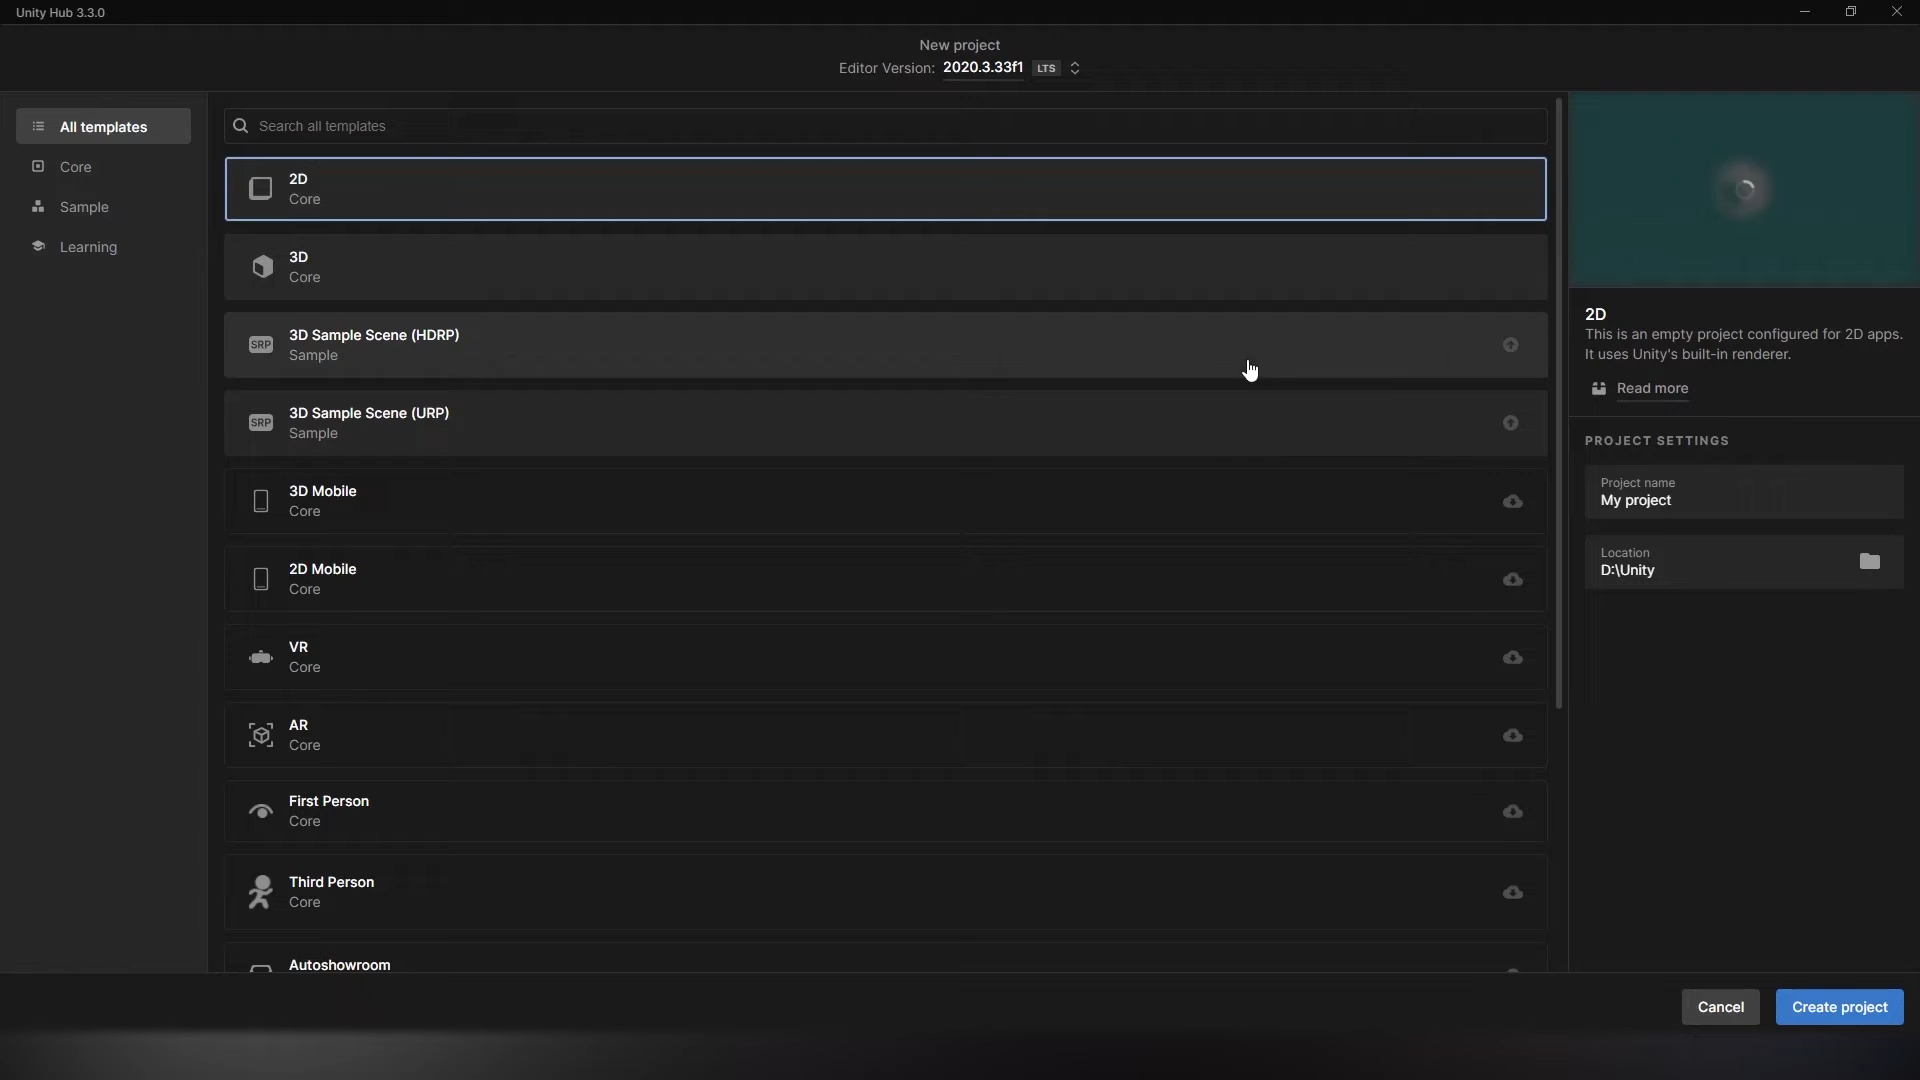 Unity Hub 3.3.0
New project
Editor Version: 2020.3.33f1 LTS
All templates
Core
Sample
Learning
Search all templates
2D
Core
3D
Core
SRP
3D Sample Scene (HDRP)
Sample
SRP
3D Sample Scene (URP)
Sample
3D Mobile
Core
2D Mobile
Core
VR
Core
AR
Core
First Person
Core
Third Person
Core
Autoshowroom
2D
This is an empty project configured for 2D apps.
It uses Unity's built-in renderer.
Read more
PROJECT SETTINGS
Project name
My project
Location
D:\Unity
Cancel
Create project